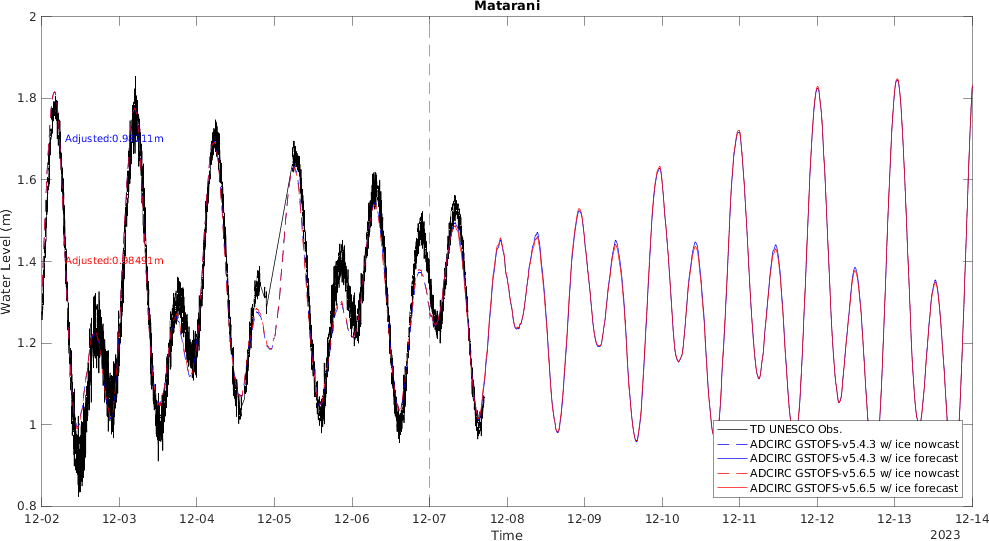 Matarani
2
1.8
1.6
1.4
1.2
1
0.8
Water Level (m)
Adjusted:0.98491m
TD UNESCO Obs.
ADCIRC GSTOFS-v5.4.3 w/ ice nowcast
ADCIRC GSTOFS-v5.4.3 w/ ice forecast
ADCIRC GSTOFS-v5.6.5 w/ ice nowcast
ADCIRC GSTOFS-v5.6.5 w/ ice forecast
12-02 12-03 12-04 12-05 12-06 12-07 12-08 12-09 12-10 12-11 12-12 12-13 12-14
Time
2023